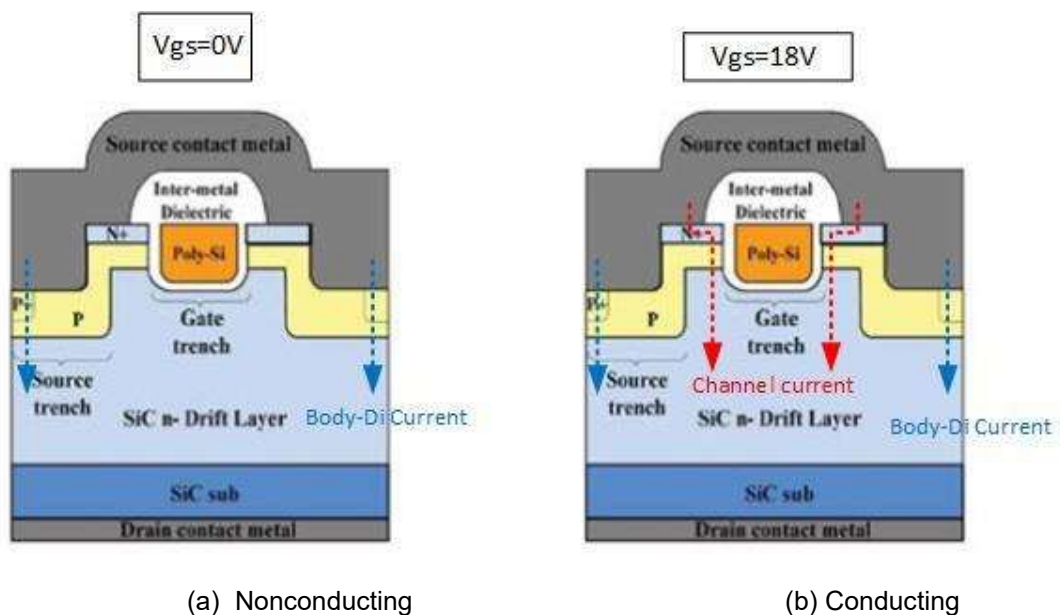 Vgs=0V
Source contact metal
Inter-metal
Dielectric
N+
Poly-Si
P+
P
Gate
trench
Source
trench
Body-Di Current
SiC n- Drift Layer
SiC sub
Drain contact metal
(a) Nonconducting
Vgs=18V
Source contact metal
Inter-metal
Dielectric
N+
Poly-Si
P+
P
Gate
trench
Channel current
Source
trench
SiC n- Drift Layer
Body-Di Current
SiC sub
Drain contact metal
(b) Conducting